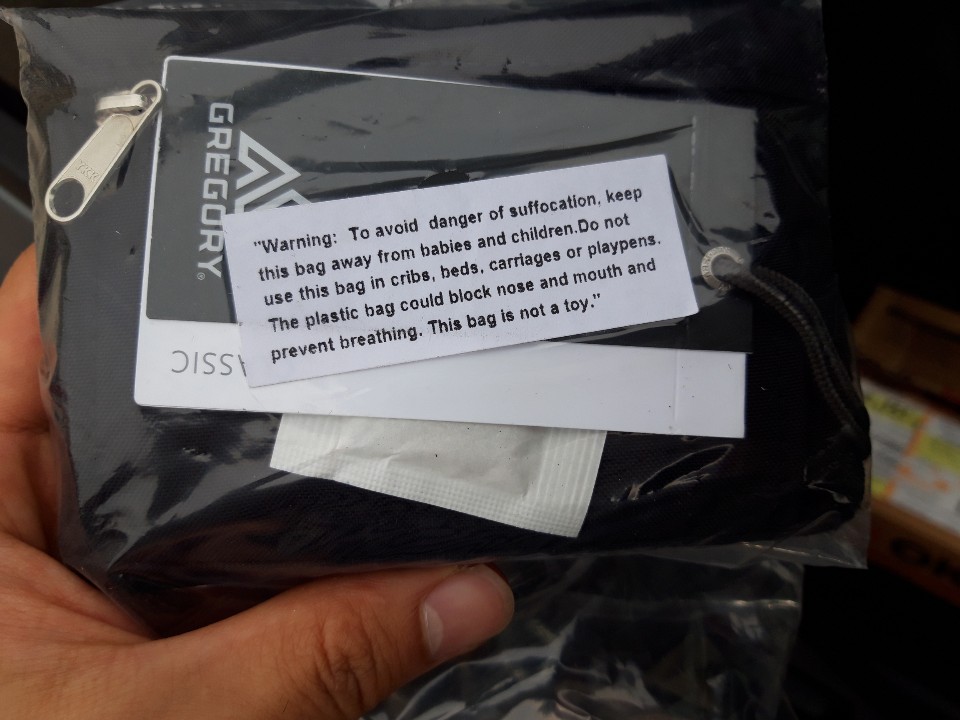 GREGORY®
"Warning: To avoid danger of suffocation, keep
this bag away from babies and children.Do not
use this bag in cribs, beds, carriages or playpens.
The plastic bag could block nose and mouth and
prevent breathing. This bag is not a toy."
YKK